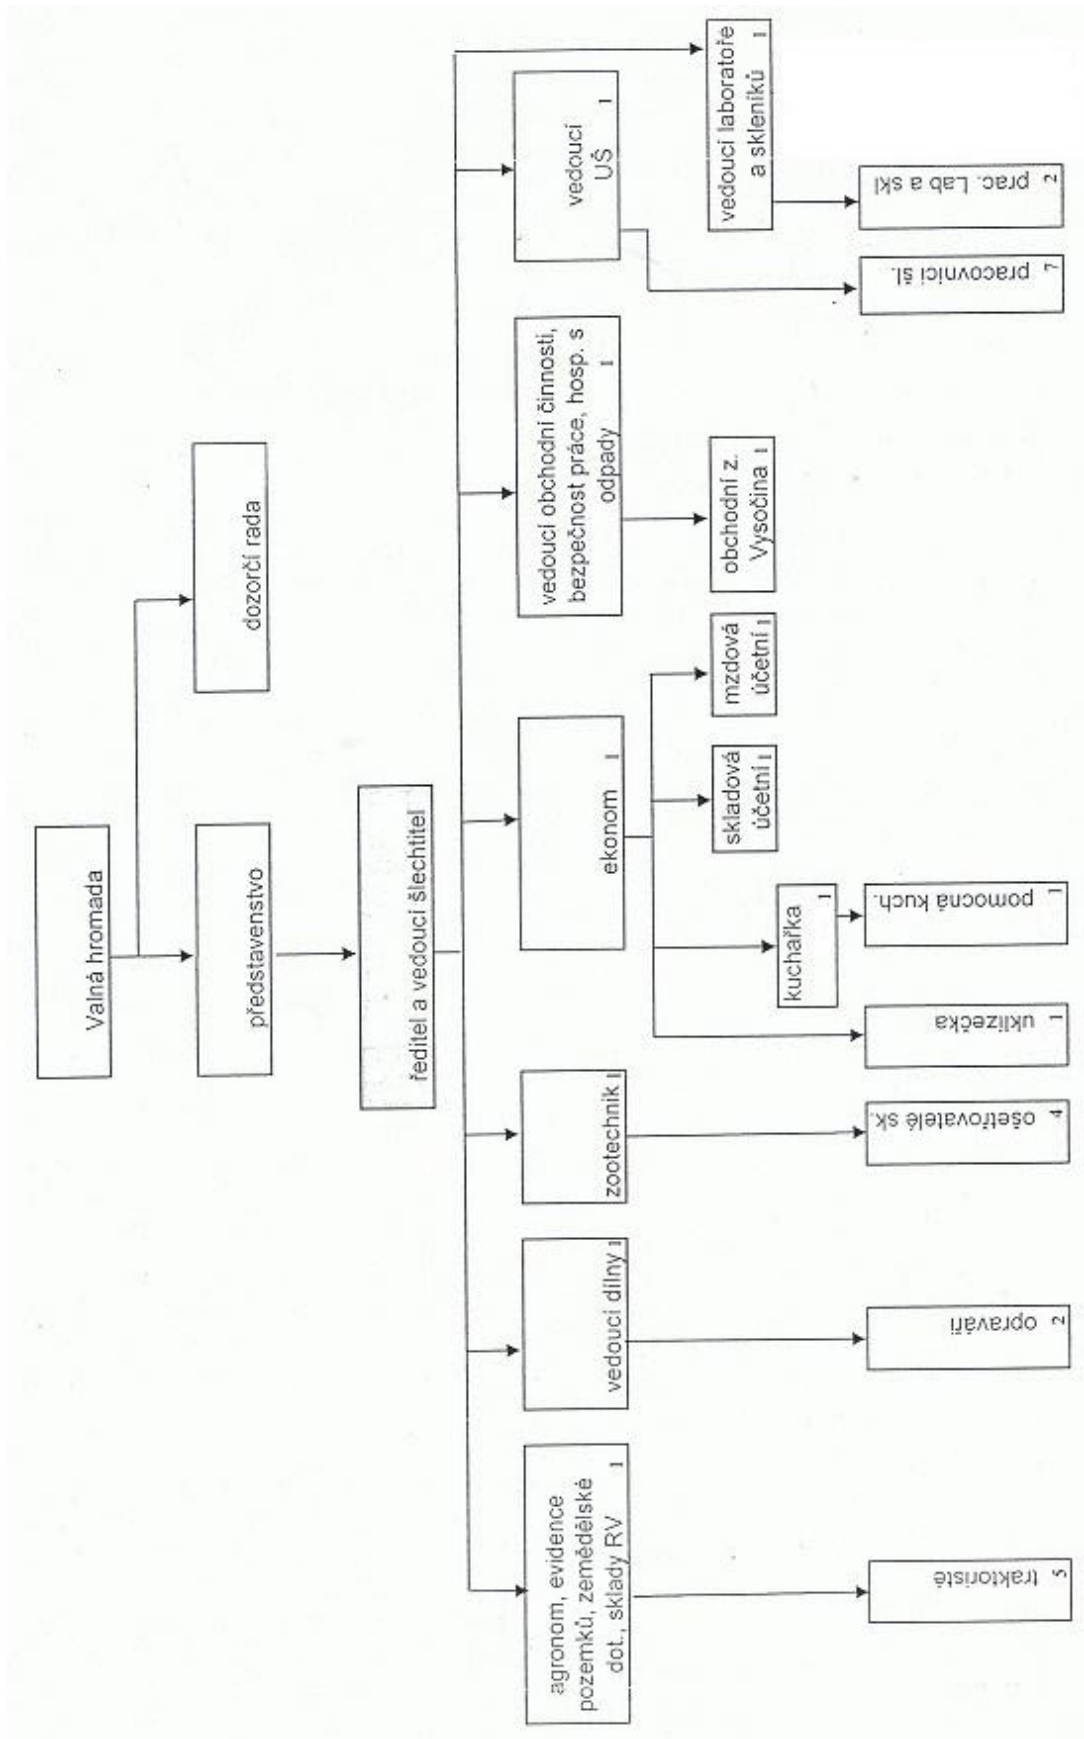 Valná hromada
představenstvo
dozorčí rada
ředitel a vedoucí šlechtitel
agronom, evidence
pozemků, zemědělské
dot., sklady RV
1
vedoucí dílny 1
zootechnik 1
ekonom 1
vedoucí obchodní činnosti,
bezpečnost práce, hosp. s
odpady 1
vedoucí
UŠ 1
vedoucí laboratoře
a skleníků 1
skladová
účetní 1
mzdová
účetní 1
obchodní z.
Vysočina 1
kuchařka
1
traktoristé
5
opraváři
2
ošetřovatelé sk.
4
uklizečka
1
pomocná kuch.
1
pracovníci šl.
7
prac. Lab a skl
2